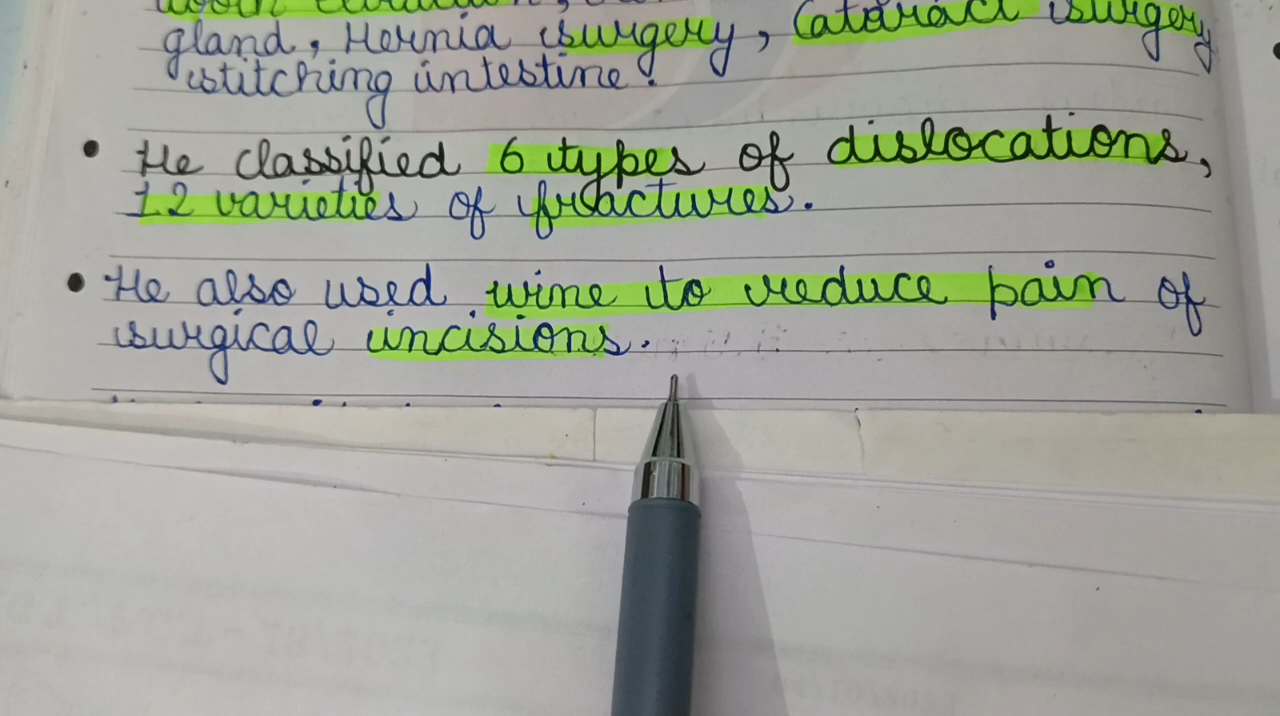 gland, Hernia surgery, Cataract surgery
stitching intestine.
• He classified 6 types of dislocations,
12 varieties of fractures.
• He also used wine to reduce pain of
surgical incisions.